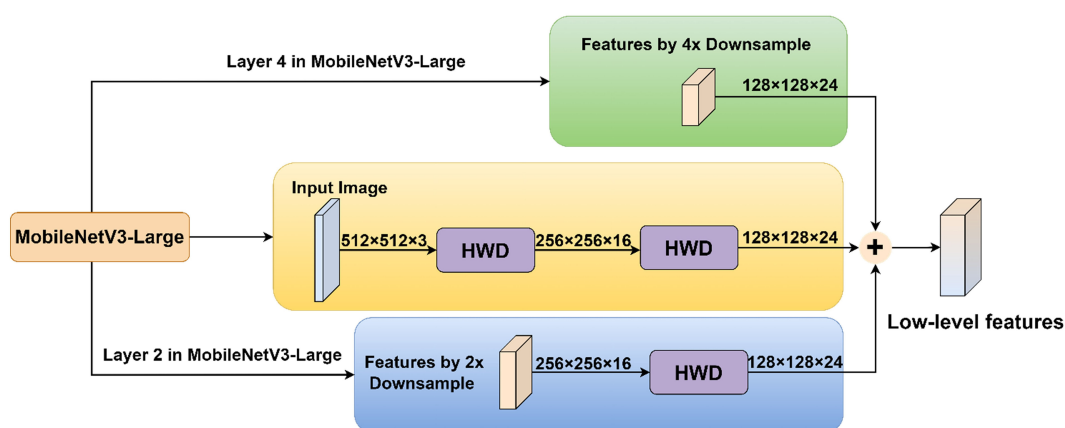 Features by 4x Downsample
Layer 4 in MobileNetV3-Large
128×128×24
Input Image
MobileNetV3-Large
512×512×3
HWD
256×256×16
HWD
128×128×24
+
Low-level features
Layer 2 in MobileNetV3-Large
Features by 2x
Downsample
256×256×16
HWD
128×128×24